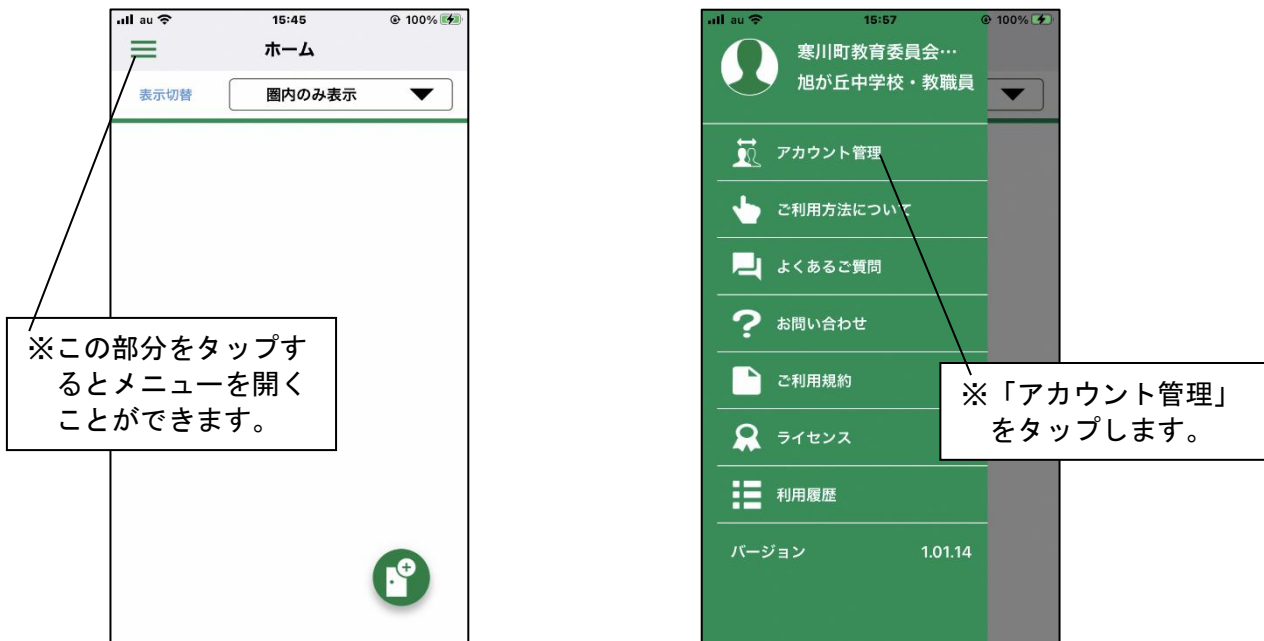 au 15:45 100%
ホーム
表示切替 圏内のみ表示
※この部分をタップす
るとメニューを開く
ことができます。
au 15:57 100%
寒川町教育委員会…
旭が丘中学校・教職員
アカウント管理
ご利用方法について
よくあるご質問
お問い合わせ
ご利用規約
ライセンス
利用履歴
バージョン 1.01.14
※「アカウント管理」
をタップします。